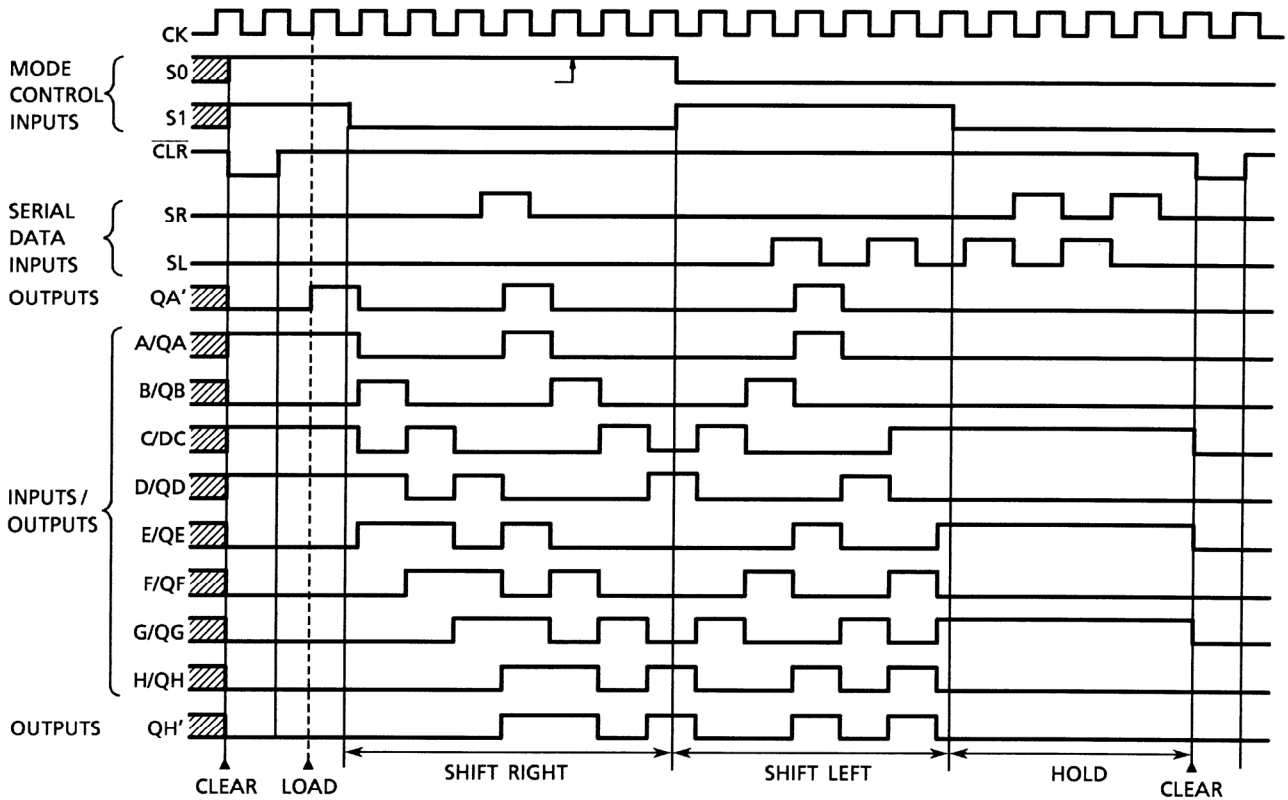 CK
MODE
CONTROL
INPUTS
S0
S1
CLR
SERIAL
DATA
INPUTS
SR
SL
OUTPUTS QA'
INPUTS /
OUTPUTS
A/QA
B/QB
C/DC
D/QD
E/QE
F/QF
G/QG
H/QH
OUTPUTS QH'
SHIFT RIGHT SHIFT LEFT HOLD
CLEAR LOAD CLEAR